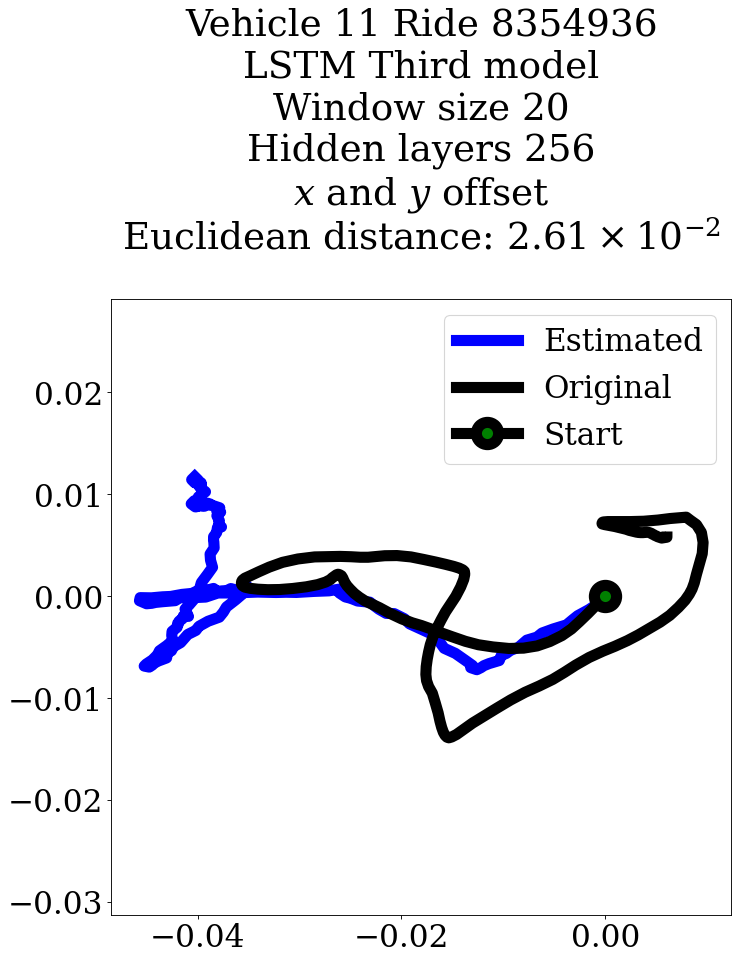 Vehicle 11 Ride 8354936
LSTM Third model
Window size 20
Hidden layers 256
x and y offset
Euclidean distance: 2.61 × 10⁻²
Estimated
Original
Start
0.02
0.01
0.00
−0.01
−0.02
−0.03
−0.04
−0.02
0.00